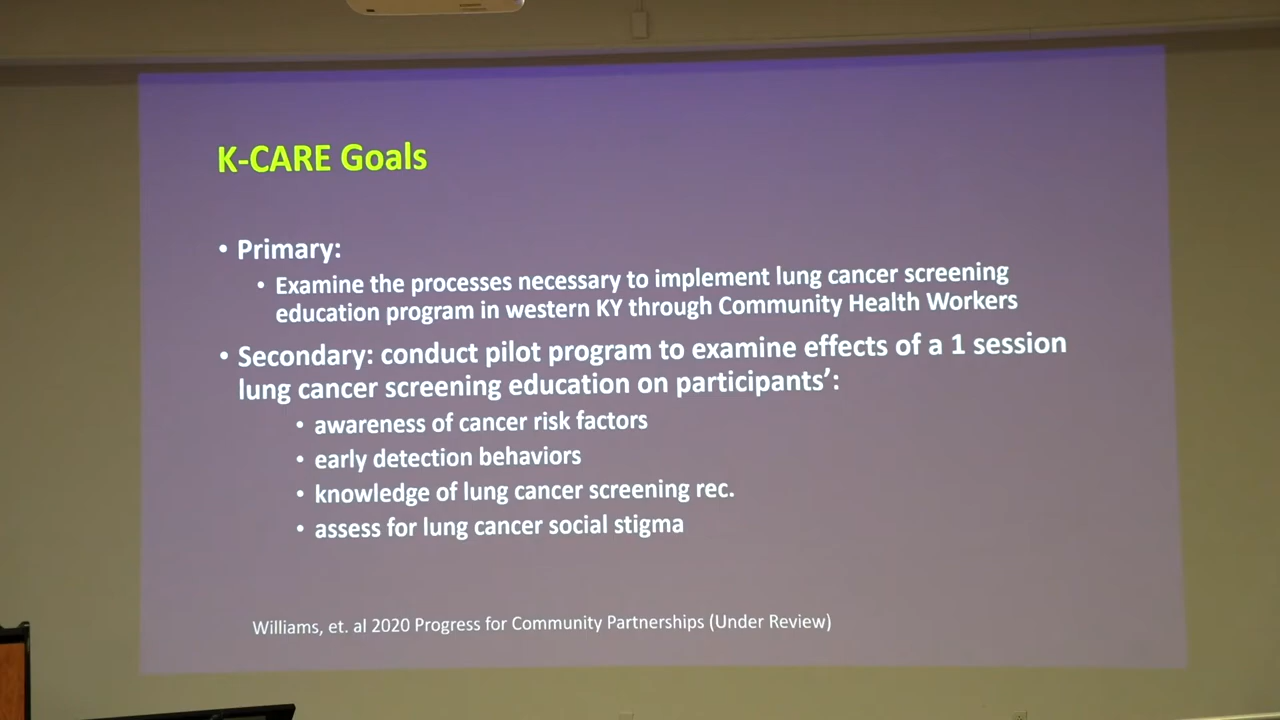 K-CARE Goals
• Primary:
• Examine the processes necessary to implement lung cancer screening
education program in western KY through Community Health Workers
• Secondary: conduct pilot program to examine effects of a 1 session
lung cancer screening education on participants’:
• awareness of cancer risk factors
• early detection behaviors
• knowledge of lung cancer screening rec.
• assess for lung cancer social stigma
Williams, et. al 2020 Progress for Community Partnerships (Under Review)